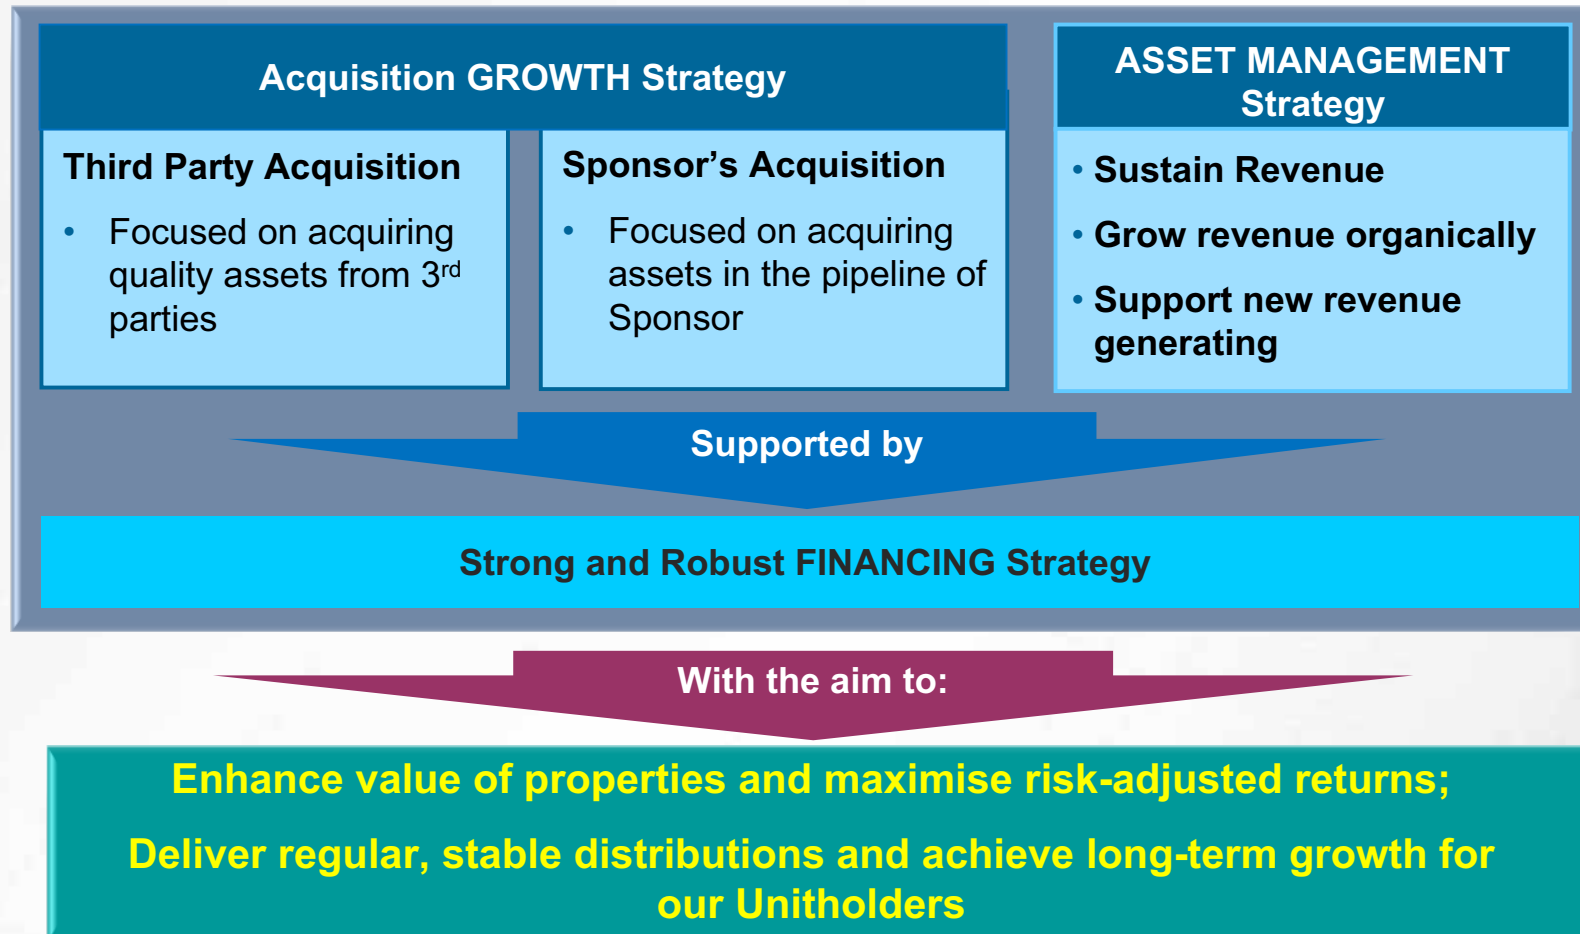 Acquisition GROWTH Strategy
Third Party Acquisition
• Focused on acquiring
quality assets from 3rd
parties
Sponsor’s Acquisition
• Focused on acquiring
assets in the pipeline of
Sponsor
ASSET MANAGEMENT
Strategy
• Sustain Revenue
• Grow revenue organically
• Support new revenue
generating
Supported by
Strong and Robust FINANCING Strategy
With the aim to:
Enhance value of properties and maximise risk-adjusted returns;
Deliver regular, stable distributions and achieve long-term growth for
our Unitholders